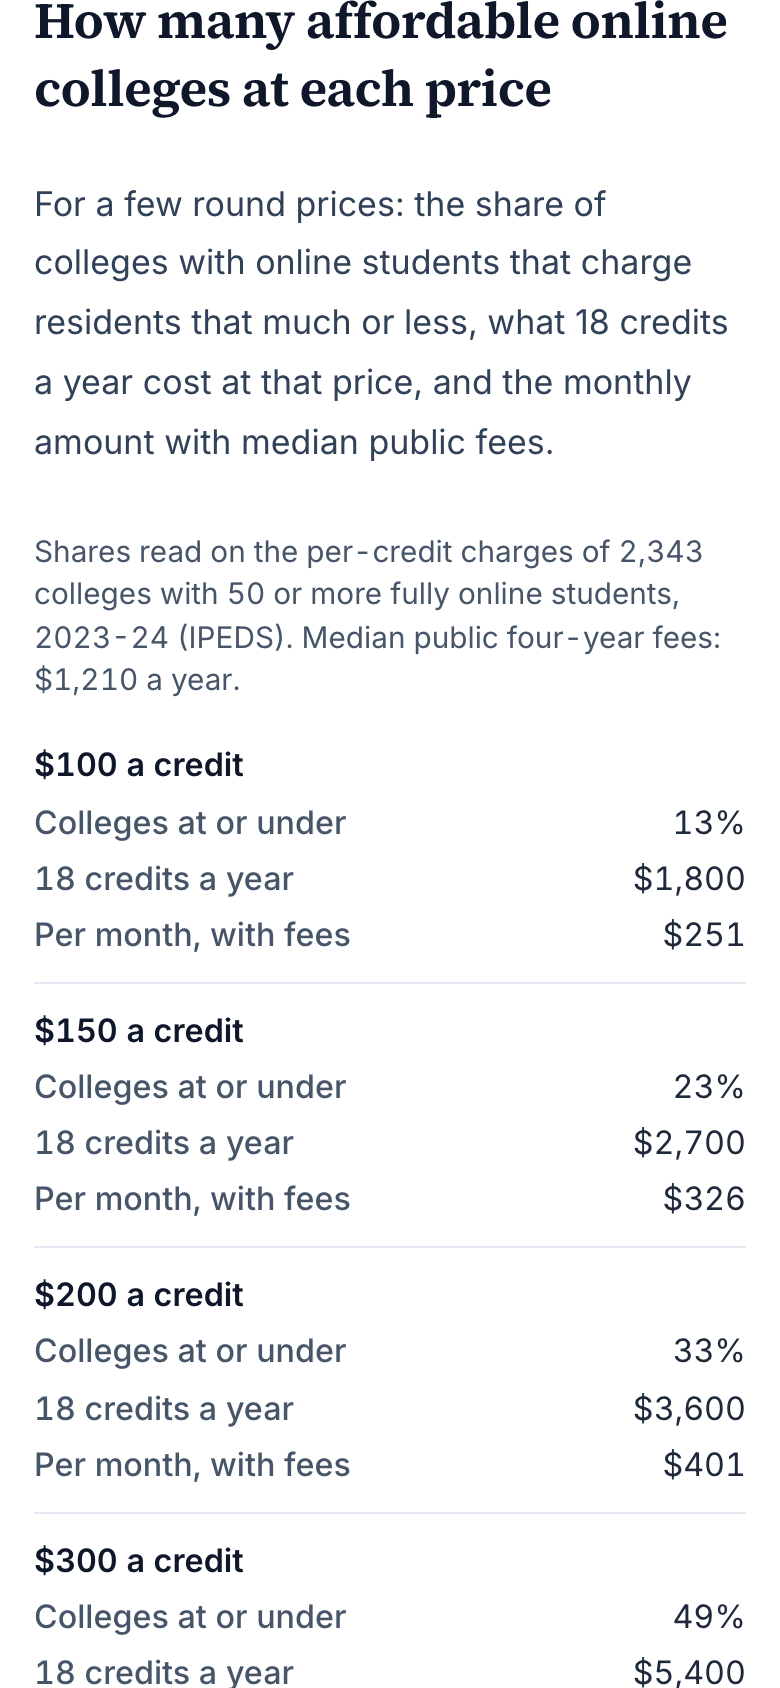 How many affordable online
colleges at each price
For a few round prices: the share of
colleges with online students that charge
residents that much or less, what 18 credits
a year cost at that price, and the monthly
amount with median public fees.
Shares read on the per-credit charges of 2,343
colleges with 50 or more fully online students,
2023-24 (IPEDS). Median public four-year fees:
$1,210 a year.
$100 a credit
Colleges at or under 13%
18 credits a year $1,800
Per month, with fees $251
$150 a credit
Colleges at or under 23%
18 credits a year $2,700
Per month, with fees $326
$200 a credit
Colleges at or under 33%
18 credits a year $3,600
Per month, with fees $401
$300 a credit
Colleges at or under 49%
18 credits a year $5,400